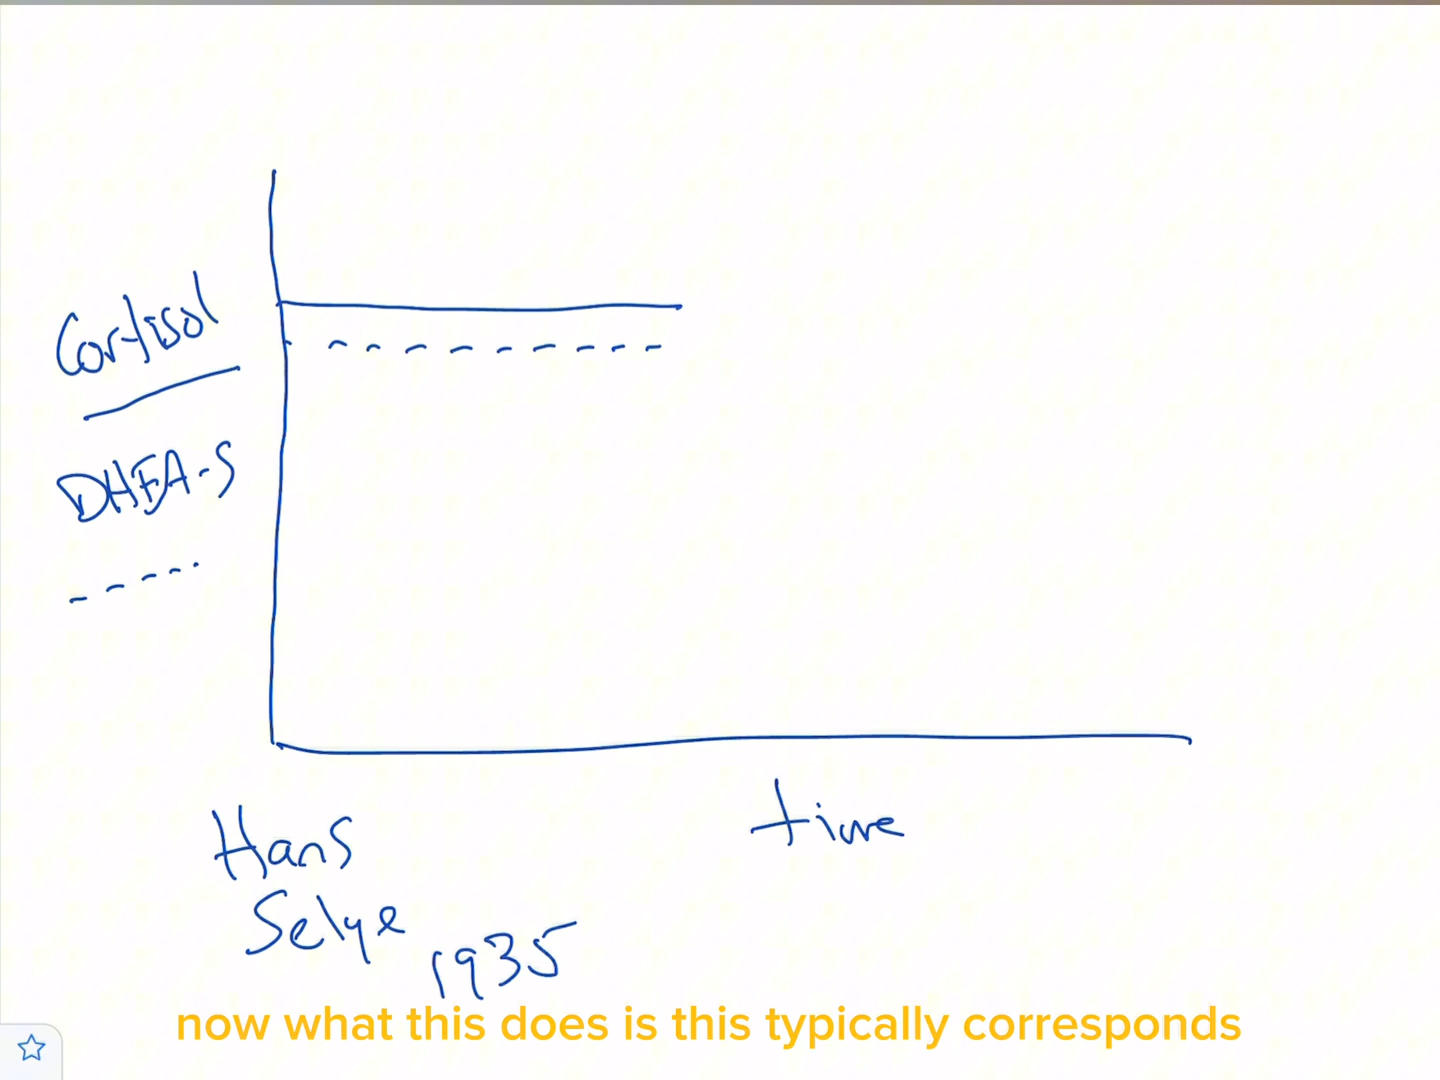 Cortisol
DHEA-S
time
Hans
Selye
1935
now what this does is this typically corresponds